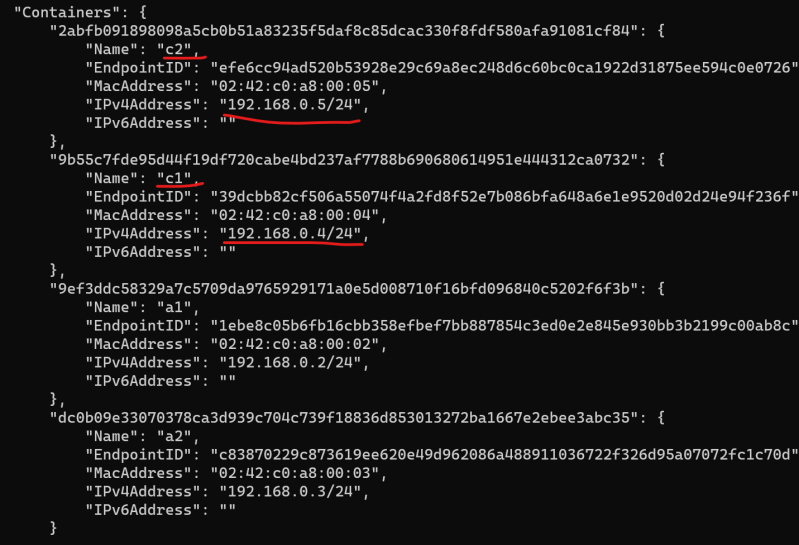 "Containers": {
"2abfb091898098a5cb0b51a83235f5daf8c85dcac330f8fdf580afa91081cf84": {
"Name": "c2",
"EndpointID": "efe6cc94ad520b53928e29c69a8ec248d6c60bc0ca1922d31875ee594c0e0726"
"MacAddress": "02:42:c0:a8:00:05",
"IPv4Address": "192.168.0.5/24",
"IPv6Address": ""
},
"9b55c7fde95d44f19df720cabe4bd237af7788b690680614951e444312ca0732": {
"Name": "c1",
"EndpointID": "39dcbb82cf506a55074f4a2fd8f52e7b086bfa648a6e1e9520d02d24e94f236f"
"MacAddress": "02:42:c0:a8:00:04",
"IPv4Address": "192.168.0.4/24",
"IPv6Address": ""
},
"9ef3ddc58329a7c5709da9765929171a0e5d008710f16bfd096840c5202f6f3b": {
"Name": "a1",
"EndpointID": "1ebe8c05b6fb16cbb358efbef7bb887854c3ed0e2e845e930bb3b2199c00ab8c"
"MacAddress": "02:42:c0:a8:00:02",
"IPv4Address": "192.168.0.2/24",
"IPv6Address": ""
},
"dc0b09e33070378ca3d939c704c739f18836d853013272ba1667e2ebee3abc35": {
"Name": "a2",
"EndpointID": "c83870229c873619ee620e49d962086a488911036722f326d95a07072fc1c70d"
"MacAddress": "02:42:c0:a8:00:03",
"IPv4Address": "192.168.0.3/24",
"IPv6Address": ""
}